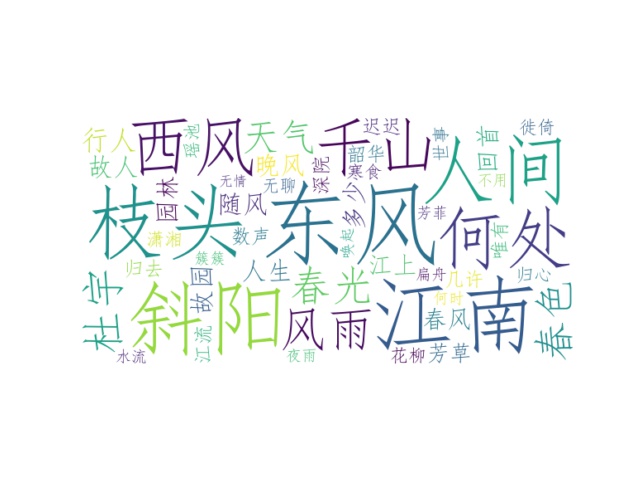 行人
西风
瑶池
天气
千山
迟迟
世事
徙倚
故人
晚风
韶华
寒食
人间
回首
不用
园林
无情
无聊
深院
枝头
随风
东风
多少
芳菲
何处
唯有
潇湘
数声
唤起
归去
簇簇
人生
江上
扁舟
几许
归心
杜宇
斜阳
故园
春光
何时
江南
春色
江流
风雨
春风
水流
夜雨
花柳
芳草